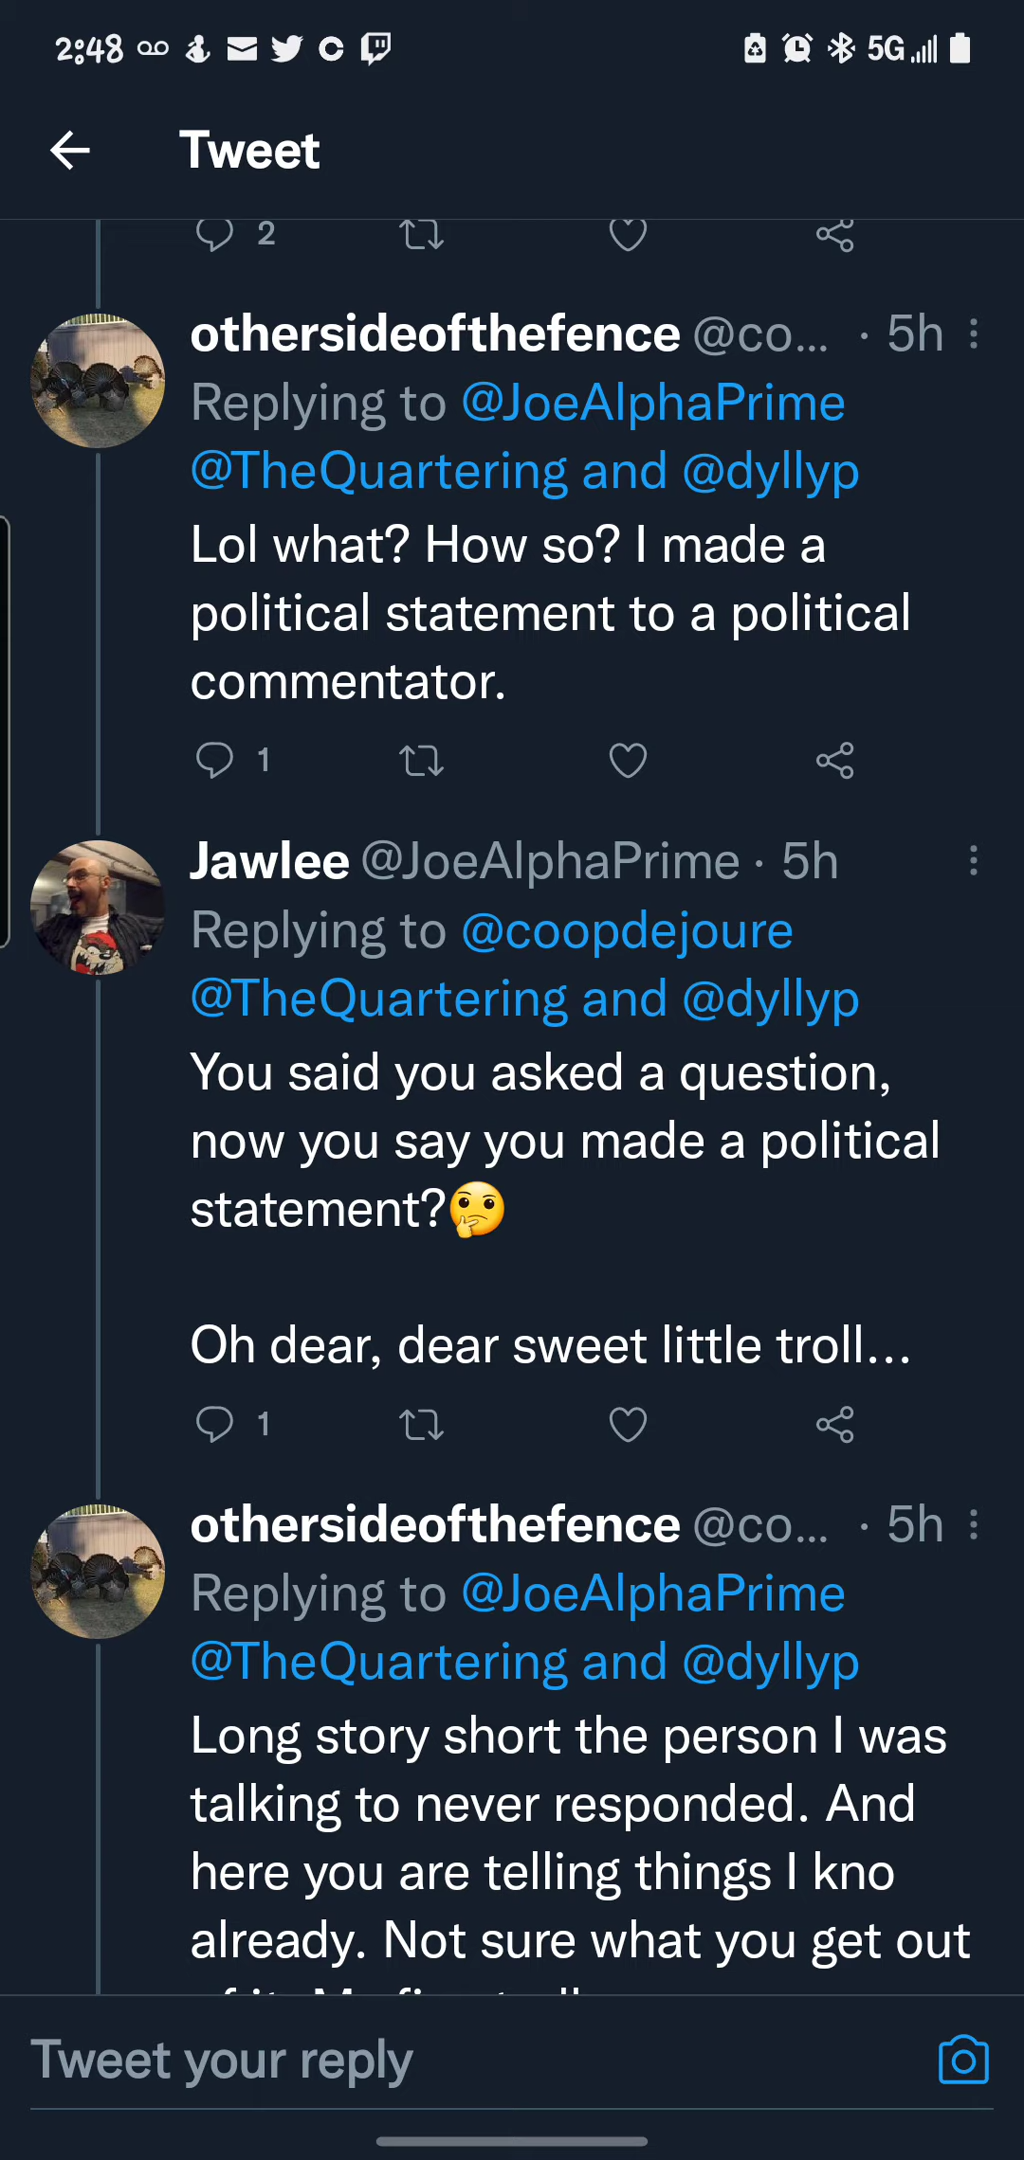 2:48
5G
Tweet
2
othersideofthefence @co... · 5h
Replying to @JoeAlphaPrime
@TheQuartering and @dyllyp
Lol what? How so? I made a
political statement to a political
commentator.
1
Jawlee @JoeAlphaPrime · 5h
Replying to @coopdejoure
@TheQuartering and @dyllyp
You said you asked a question,
now you say you made a political
statement?🤔
Oh dear, dear sweet little troll...
1
othersideofthefence @co... · 5h
Replying to @JoeAlphaPrime
@TheQuartering and @dyllyp
Long story short the person I was
talking to never responded. And
here you are telling things I kno
already. Not sure what you get out
Tweet your reply